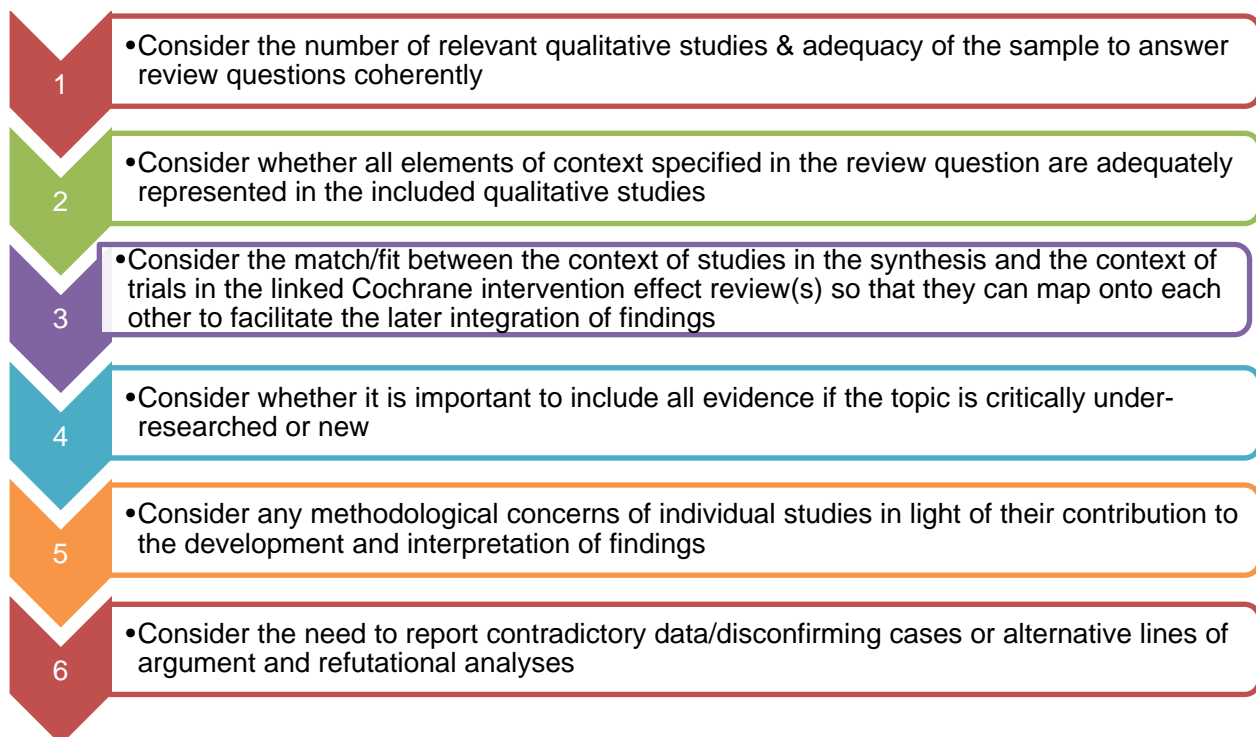 1
•Consider the number of relevant qualitative studies & adequacy of the sample to answer
review questions coherently
2
•Consider whether all elements of context specified in the review question are adequately
represented in the included qualitative studies
3
•Consider the match/fit between the context of studies in the synthesis and the context of
trials in the linked Cochrane intervention effect review(s) so that they can map onto each
other to facilitate the later integration of findings
4
•Consider whether it is important to include all evidence if the topic is critically under-
researched or new
5
•Consider any methodological concerns of individual studies in light of their contribution to
the development and interpretation of findings
6
•Consider the need to report contradictory data/disconfirming cases or alternative lines of
argument and refutational analyses